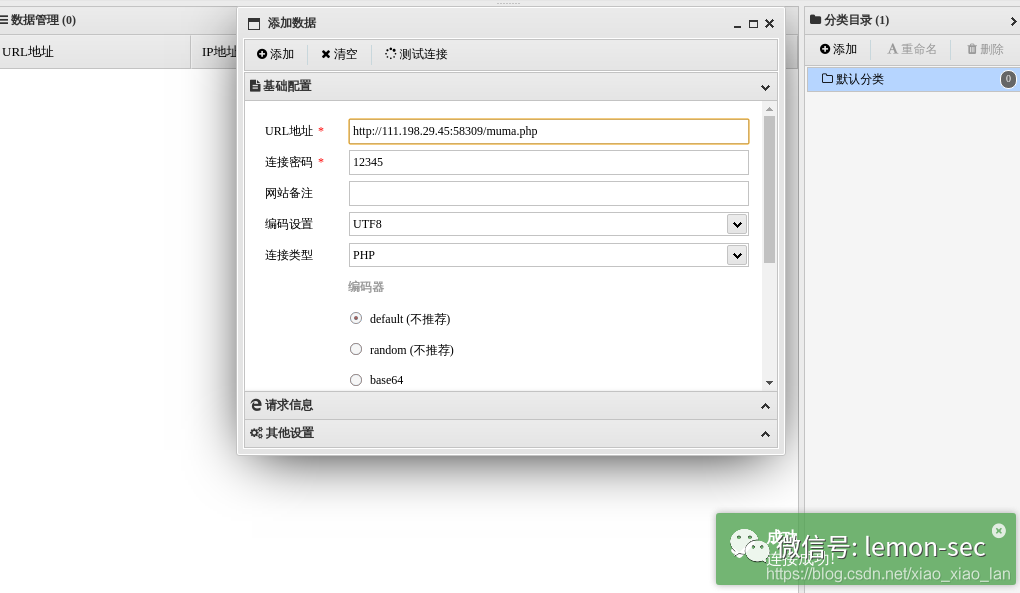 数据管理 (0)
URL地址
IP地址
添加数据
添加
清空
测试连接
基础配置
URL地址 *
http://111.198.29.45:58309/muma.php
连接密码 *
12345
网站备注
编码设置
UTF8
连接类型
PHP
编码器
default (不推荐)
random (不推荐)
base64
请求信息
其他设置
分类目录 (1)
添加
重命名
删除
默认分类
0
成功
微信号: lemon-sec
连接成功!
https://blog.csdn.net/xiao_xiao_lan